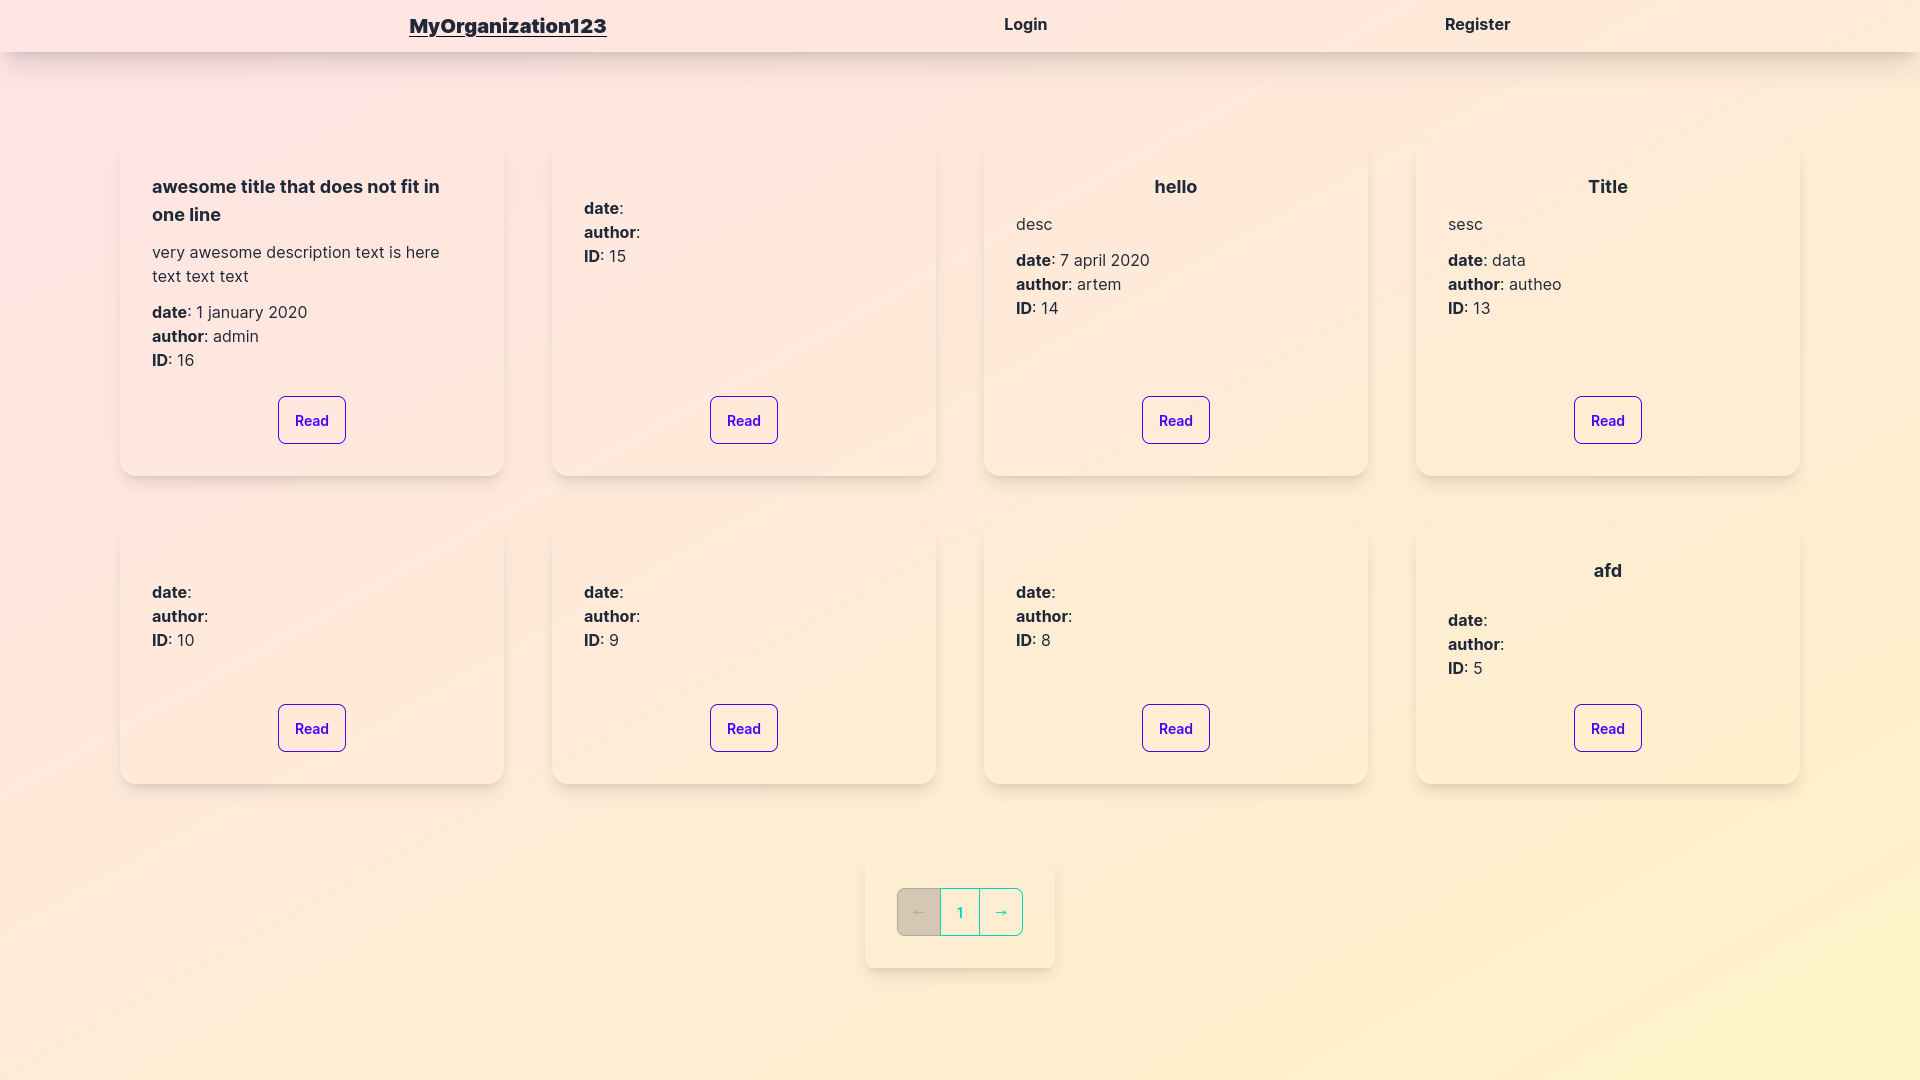 MyOrganization123
Login
Register
awesome title that does not fit in
one line
very awesome description text is here
text text text
date: 1 january 2020
author: admin
ID: 16
Read
date:
author:
ID: 15
Read
hello
desc
date: 7 april 2020
author: artem
ID: 14
Read
Title
sesc
date: data
author: autheo
ID: 13
Read
date:
author:
ID: 10
Read
date:
author:
ID: 9
Read
date:
author:
ID: 8
Read
afd
date:
author:
ID: 5
Read
← 1 →